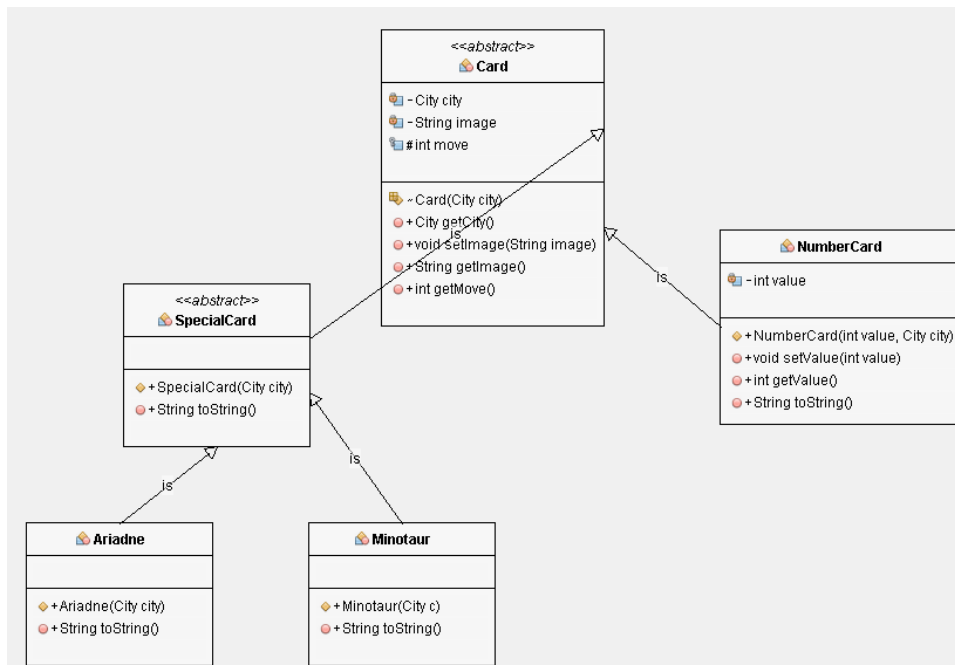 <<abstract>>
Card
- City city
- String image
# int move
~ Card(City city)
+ City getCity()
+ void setImage(String image)
+ String getImage()
+ int getMove()
is
is
NumberCard
- int value
+ NumberCard(int value, City city)
+ void setValue(int value)
+ int getValue()
+ String toString()
<<abstract>>
SpecialCard
+ SpecialCard(City city)
+ String toString()
is
is
Ariadne
+ Ariadne(City city)
+ String toString()
Minotaur
+ Minotaur(City c)
+ String toString()